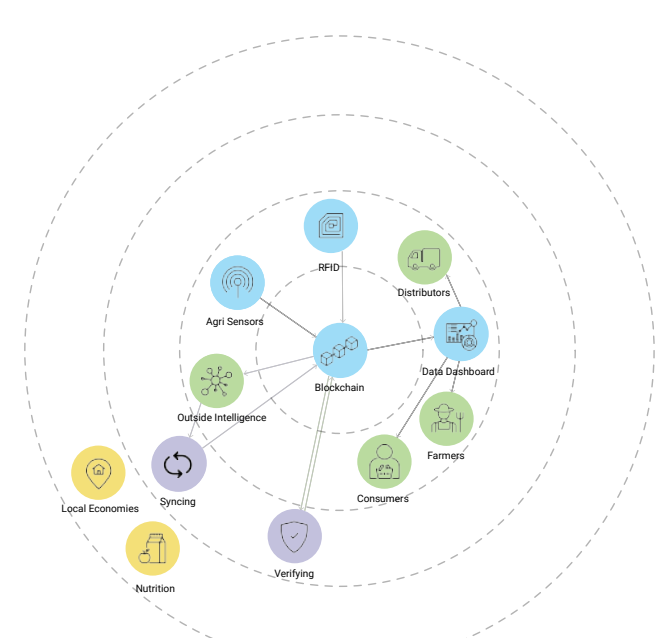 RFID
Distributors
Agri Sensors
Data Dashboard
Blockchain
Outside Intelligence
Farmers
Consumers
Syncing
Local Economies
Verifying
Nutrition